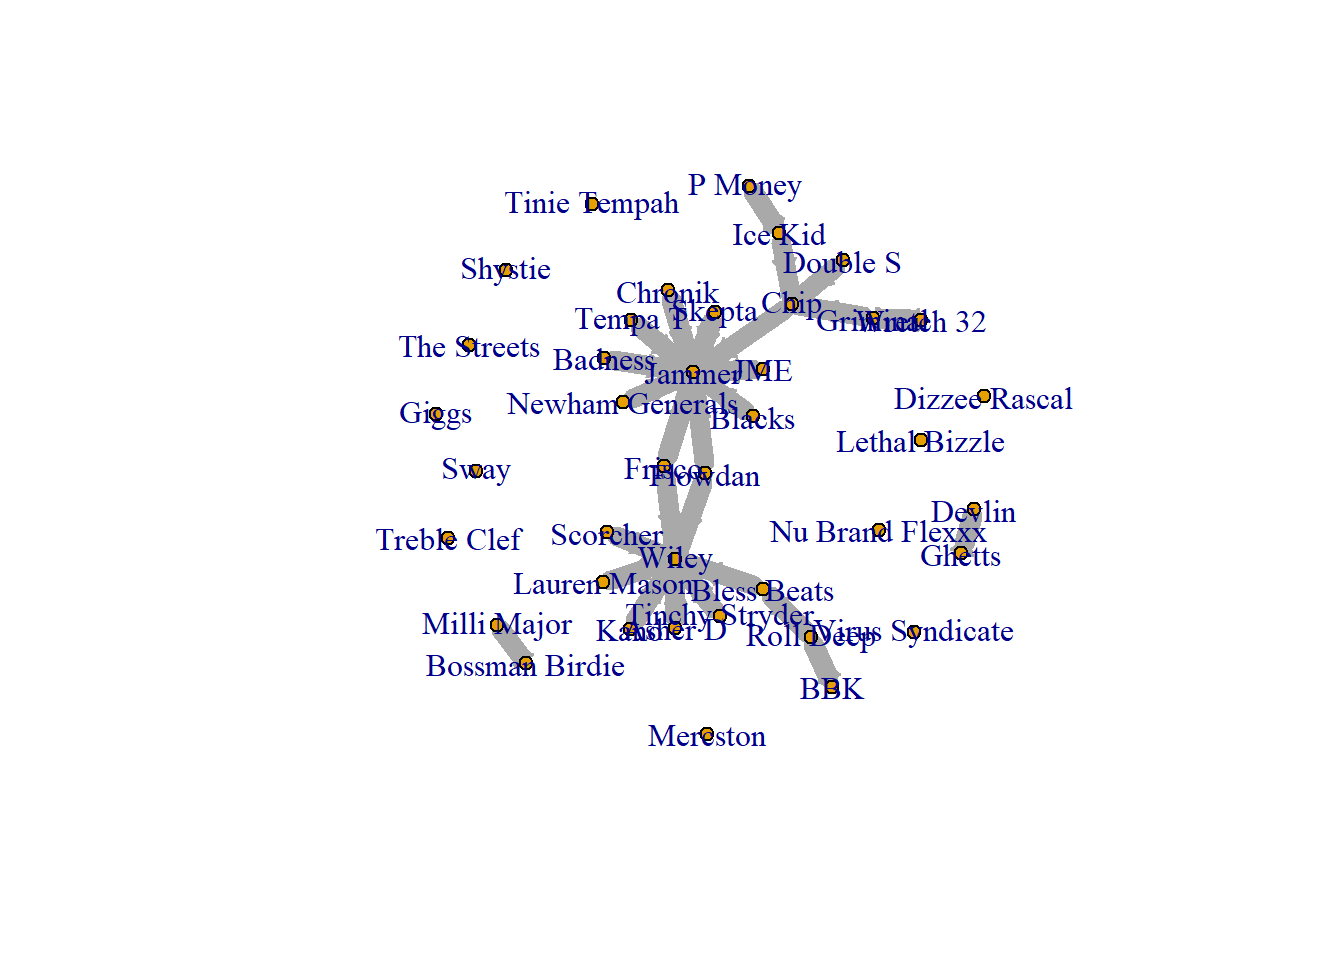 P Money
Tinie Tempah
Ice Kid
Double S
Shystie
Chronik
Chip
Skepta
Tempa T
Wretch 32
The Streets
Badness
JME
Jammer
Dizzee Rascal
Newham Generals
Giggs
Blacks
Lethal Bizzle
Sway
Frisco
Flowdan
Devlin
Nu Brand Flexxx
Scorcher
Treble Clef
Ghetts
Wiley
Lauren Mason
Bless Beats
Tinchy Stryder
Milli Major
Asher D
Roll Deep
Virus Syndicate
Bossman Birdie
BBK
Mereston